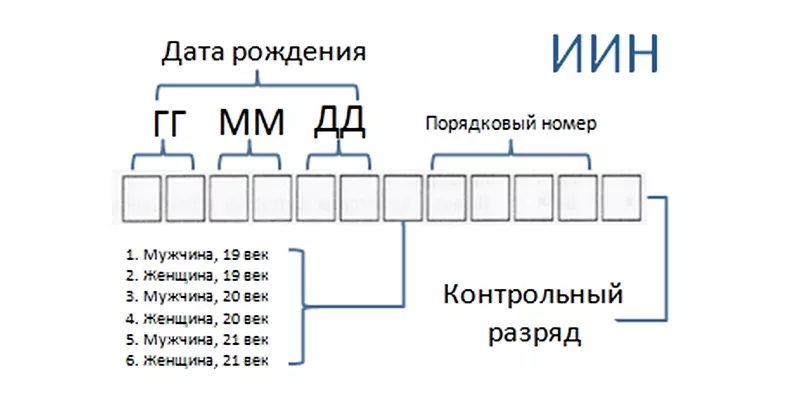 Дата рождения
ИИН
ГГ ММ ДД
Порядковый номер
1. Мужчина, 19 век
2. Женщина, 19 век
3. Мужчина, 20 век
4. Женщина, 20 век
5. Мужчина, 21 век
6. Женщина, 21 век
Контрольный
разряд